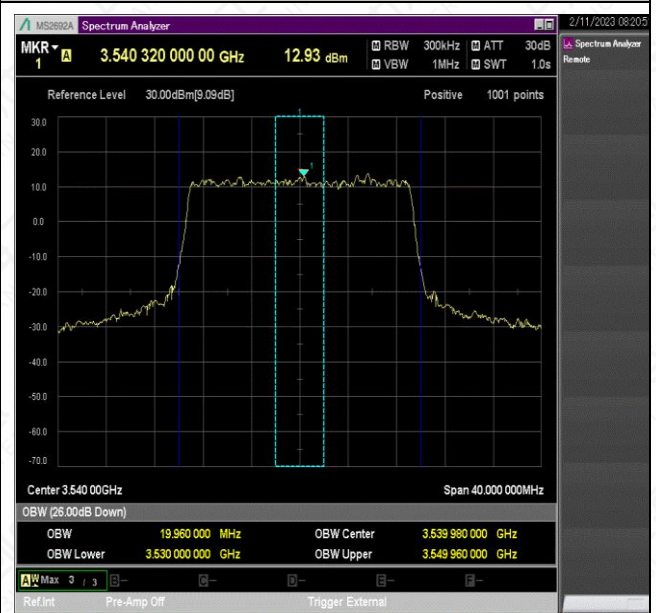 MS2692A Spectrum Analyzer
2/11/2023 08:205
MKR 1 A 3.540 320 000 00 GHz 12.93 dBm
M RBW 300kHz M ATT 30dB
M VBW 1MHz M SWT 1.0s
Spectrum Analyzer
Remote
Reference Level 30.00dBm[9.09dB] Positive 1001 points
1
30.0
20.0
1
10.0
0.0
-10.0
-20.0
-30.0
-40.0
-50.0
-60.0
-70.0
Center 3.540 00GHz Span 40.000 000MHz
OBW (26.00dB Down)
OBW 19.960 000 MHz OBW Center 3.539 980 000 GHz
OBW Lower 3.530 000 000 GHz OBW Upper 3.549 960 000 GHz
A W Max 3 / 3 B- C- D- E- F-
Ref.Int Pre-Amp Off Trigger External